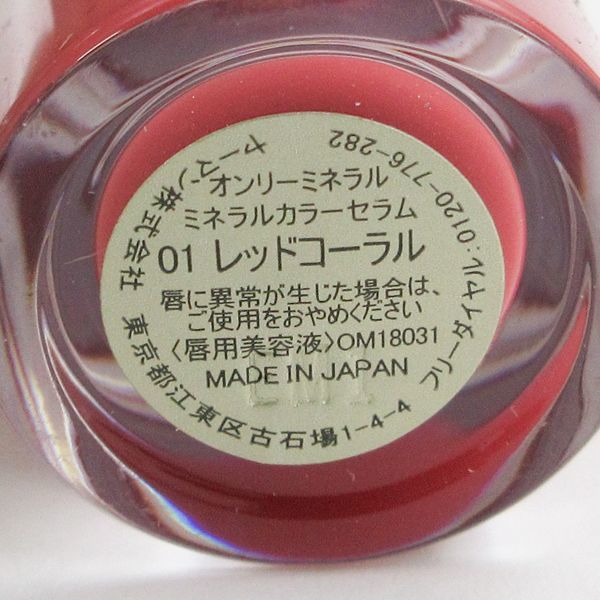 オンリーミネラル
ミネラルカラーセラム
01 レッドコーラル
唇に異常が生じた場合は、
ご使用をおやめください
〈唇用美容液〉OM18031
MADE IN JAPAN
ヤーマン株式会社 東京都江東区古石場1-4-4 フリーダイヤル:0120-776-282